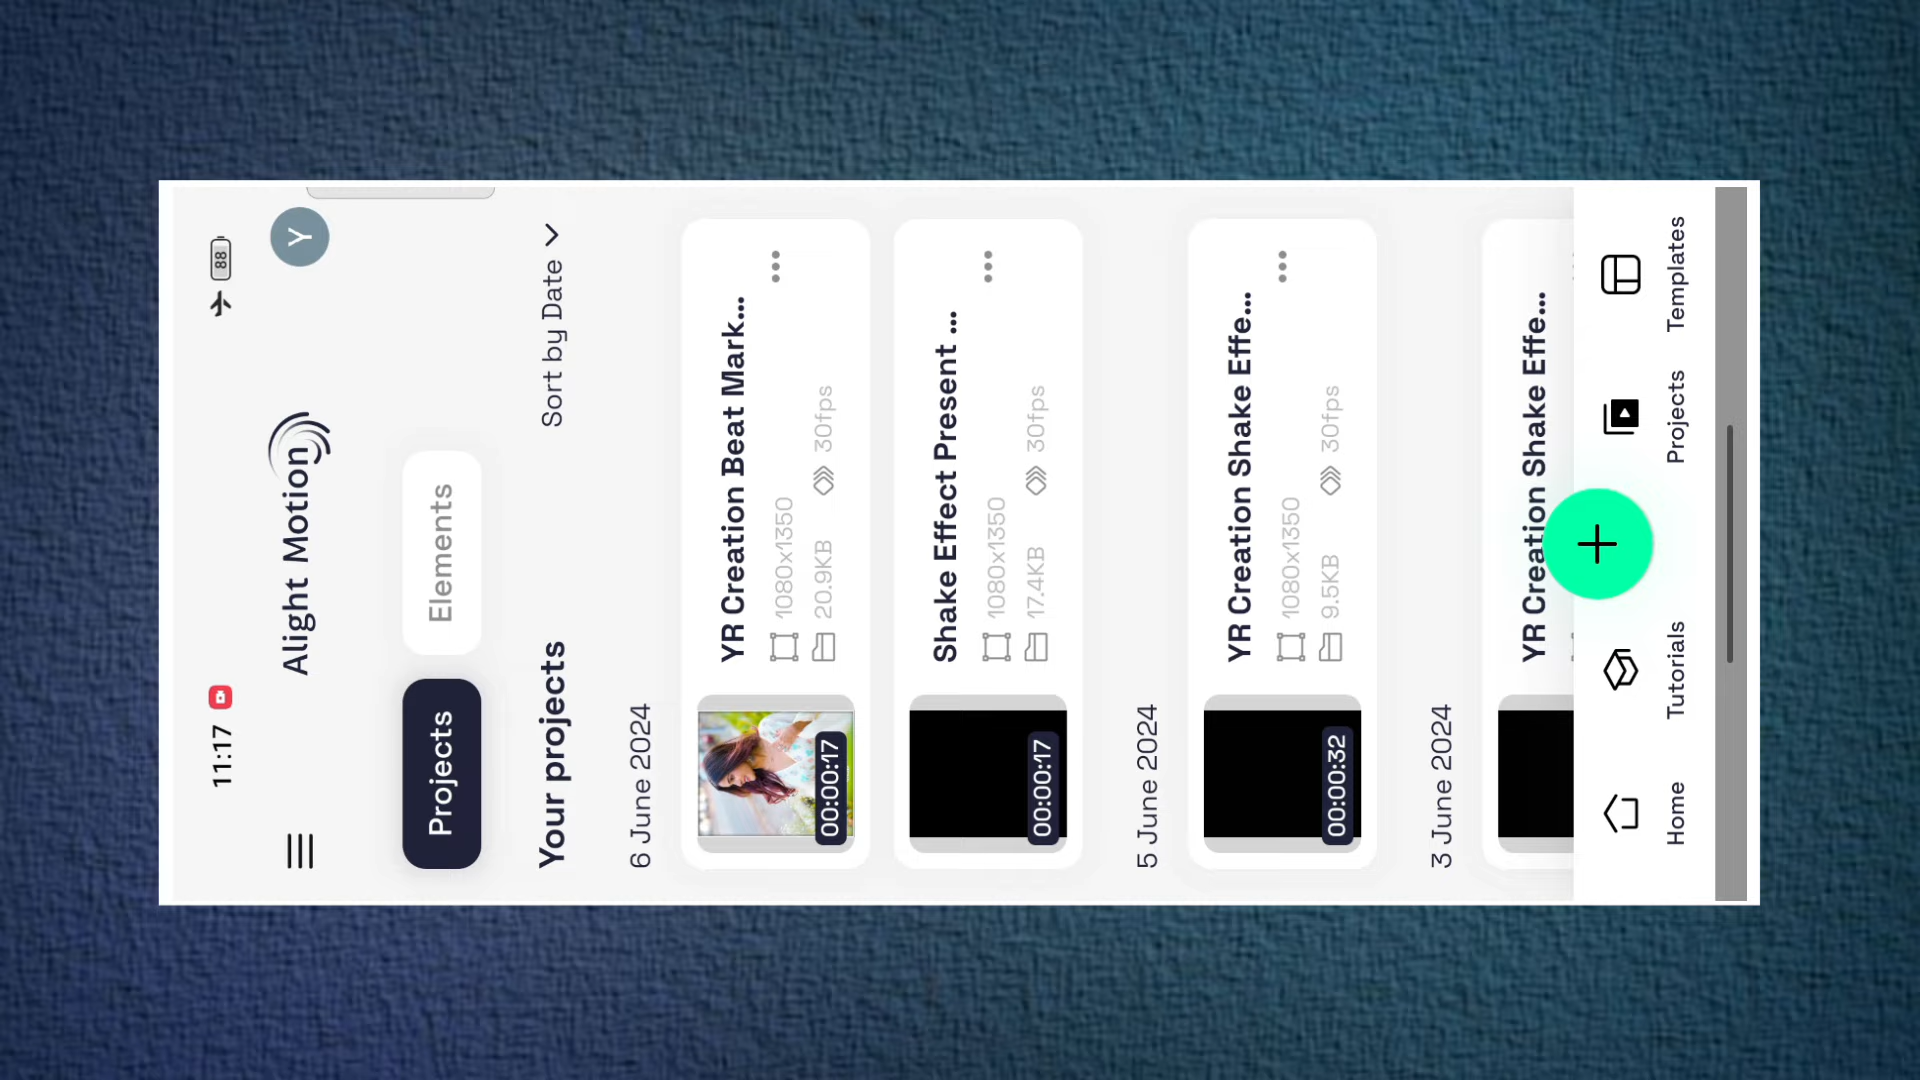 11:17
88
Alight Motion
Y
Projects
Elements
Your projects
Sort by Date
6 June 2024
YR Creation Beat Mark...
1080x1350
20.9KB
30fps
00:00:17
Shake Effect Present ...
1080x1350
17.4KB
30fps
00:00:17
5 June 2024
YR Creation Shake Effe...
1080x1350
9.5KB
30fps
00:00:32
3 June 2024
YR Creation Shake Effe...
Home
Tutorials
Projects
Templates